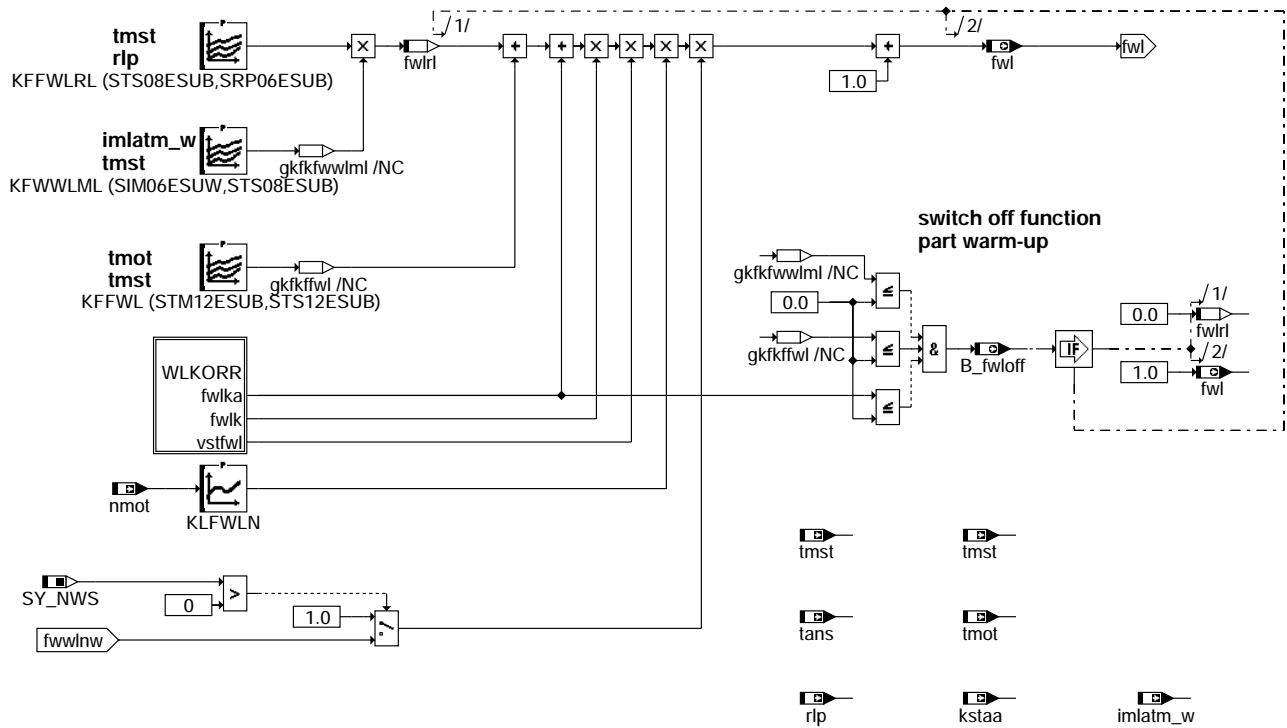 P
tmst
rlp
KFFWLRL (STS08ESUB,SRP06ESUB)
×
fwlrl
/1/
+
+
×
×
×
×
+
1.0
/2/
fwl
fwl
P
imlatm_w
tmst
KFWWLML (SIM06ESUW,STS08ESUB)
gkfkfwwlml /NC
P
tmot
tmst
KFFWL (STM12ESUB,STS12ESUB)
gkfkffwl /NC
switch off function
part warm-up
gkfkfwwlml /NC
0.0
≤
gkfkffwl /NC
≤
≤
&
B_fwloff
IF
0.0
/1/
fwlrl
1.0
/2/
fwl
WLKORR
fwlka
fwlk
vstfwl
P
nmot
KLFWLN
SY_NWS
0
>
1.0
fwwlnw
tmst
tmst
tans
tmot
rlp
kstaa
imlatm_w